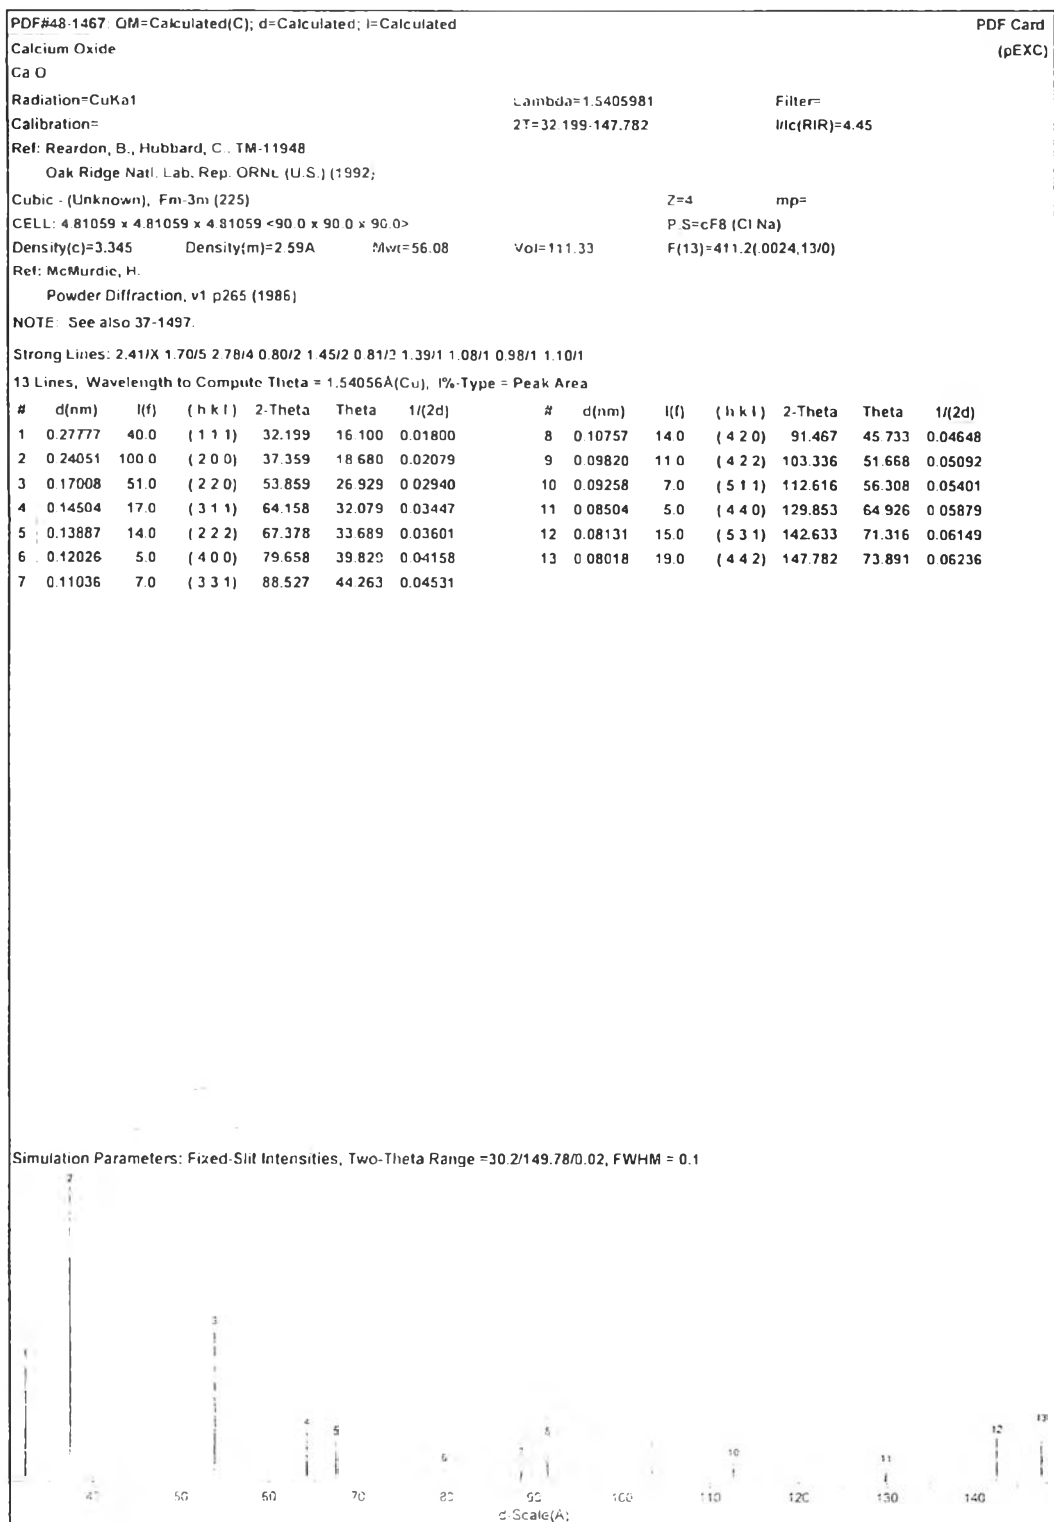 PDF#48-1467: QM=Calculated(C); d=Calculated; I=Calculated PDF Card
Calcium Oxide (pEXC)
Ca O
Radiation=CuKa1 Lambda=1.5405981 Filter=
Calibration= 2T=32.199-147.782 I/Ic(RIR)=4.45
Ref: Reardon, B., Hubbard, C.. TM-11948
Oak Ridge Natl. Lab. Rep. ORNL (U.S.) (1992;
Cubic - (Unknown), Fm-3m (225) Z=4 mp=
CELL: 4.81059 x 4.81059 x 4.81059 <90.0 x 90.0 x 90.0> P.S=cF8 (Cl Na)
Density(c)=3.345 Density(m)=2.59A Mwt=56.08 Vol=111.33 F(13)=411.2(.0024,13/0)
Ref: McMurdie, H.
Powder Diffraction, v1 p265 (1986)
NOTE: See also 37-1497.
Strong Lines: 2.41/X 1.70/5 2.78/4 0.80/2 1.45/2 0.81/2 1.39/1 1.08/1 0.98/1 1.10/1
13 Lines, Wavelength to Compute Theta = 1.54056Å(Cu), I%-Type = Peak Area
# d(nm) I(f) (h k l) 2-Theta Theta 1/(2d) # d(nm) I(f) (h k l) 2-Theta Theta 1/(2d)
1 0.27777 40.0 (1 1 1) 32.199 16.100 0.01800 8 0.10757 14.0 (4 2 0) 91.467 45.733 0.04648
2 0.24051 100.0 (2 0 0) 37.359 18.680 0.02079 9 0.09820 11.0 (4 2 2) 103.336 51.668 0.05092
3 0.17008 51.0 (2 2 0) 53.859 26.929 0.02940 10 0.09258 7.0 (5 1 1) 112.616 56.308 0.05401
4 0.14504 17.0 (3 1 1) 64.158 32.079 0.03447 11 0.08504 5.0 (4 4 0) 129.853 64.926 0.05879
5 0.13887 14.0 (2 2 2) 67.378 33.689 0.03601 12 0.08131 15.0 (5 3 1) 142.633 71.316 0.06149
6 0.12026 5.0 (4 0 0) 79.658 39.829 0.04158 13 0.08018 19.0 (4 4 2) 147.782 73.891 0.06236
7 0.11036 7.0 (3 3 1) 88.527 44.263 0.04531
Simulation Parameters: Fixed-Slit Intensities, Two-Theta Range =30.2/149.78/0.02, FWHM = 0.1
2
3
4 5 6 7 8 10 11 12 13
40 50 60 70 80 90 100 110 120 130 140
d-Scale(Å)